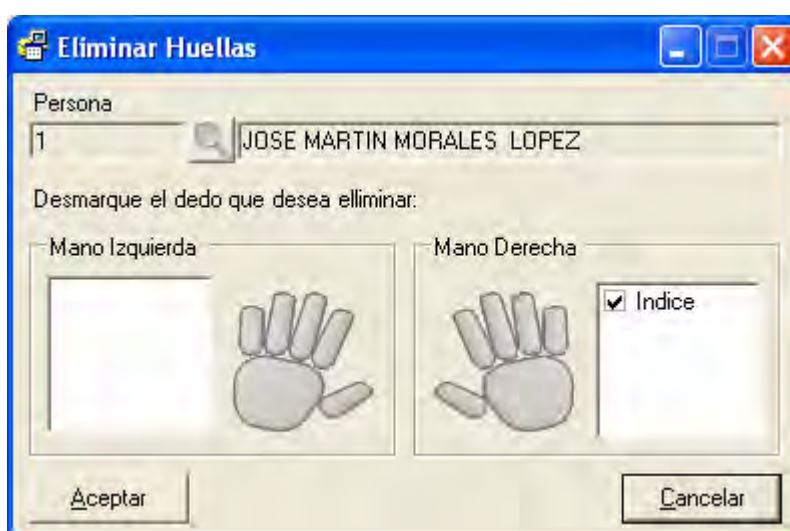 Eliminar Huellas
Persona
1 JOSE MARTIN MORALES LOPEZ
Desmarque el dedo que desea elliminar:
Mano Izquierda Mano Derecha
Indice
Aceptar Cancelar